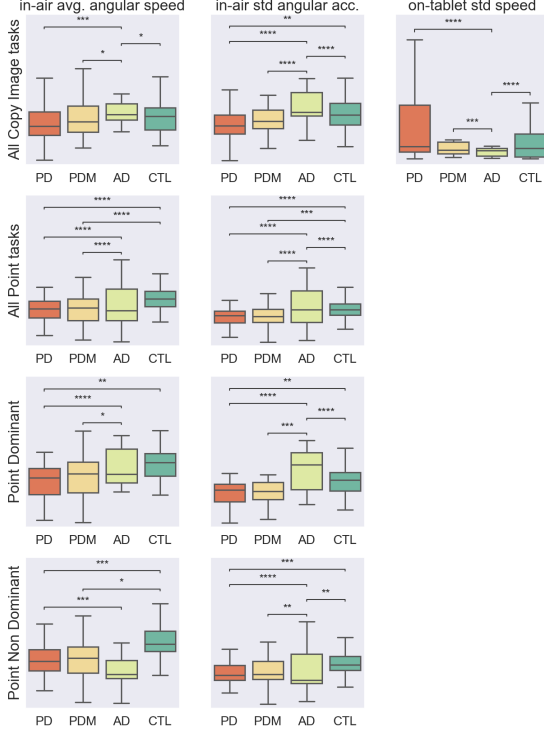 in-air avg. angular speed in-air std angular acc. on-tablet std speed
All Copy Image tasks
*** * *
** **** **** ****
**** **** ***
PD PDM AD CTL PD PDM AD CTL PD PDM AD CTL
All Point tasks
**** **** **** ****
**** *** **** **** ****
PD PDM AD CTL PD PDM AD CTL
Point Dominant
** **** *
** **** **** ***
PD PDM AD CTL PD PDM AD CTL
Point Non Dominant
*** * ***
*** **** ** **
PD PDM AD CTL PD PDM AD CTL